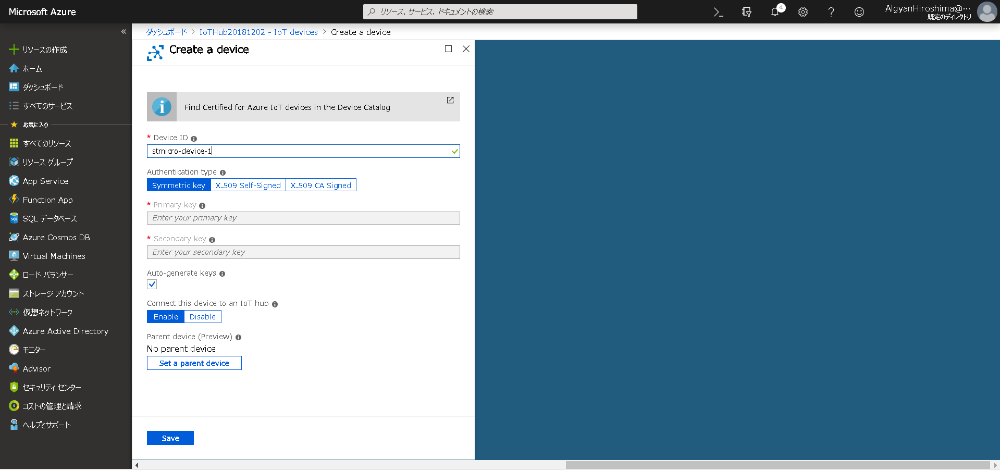 Microsoft Azure
リソース、サービス、ドキュメントの検索
4
AlgyanHiroshima@…
既定のディレクトリ
«
ダッシュボード > IoTHub20181202 - IoT devices > Create a device
リソースの作成
ホーム
ダッシュボード
すべてのサービス
お気に入り
すべてのリソース
リソース グループ
App Service
Function App
SQL データベース
Azure Cosmos DB
Virtual Machines
ロード バランサー
ストレージ アカウント
仮想ネットワーク
Azure Active Directory
モニター
Advisor
セキュリティ センター
コストの管理と請求
ヘルプとサポート
Create a device
Find Certified for Azure IoT devices in the Device Catalog
* Device ID
stmicro-device-1
Authentication type
Symmetric key X.509 Self-Signed X.509 CA Signed
* Primary key
Enter your primary key
* Secondary key
Enter your secondary key
Auto-generate keys
Connect this device to an IoT hub
Enable Disable
Parent device (Preview)
No parent device
Set a parent device
Save